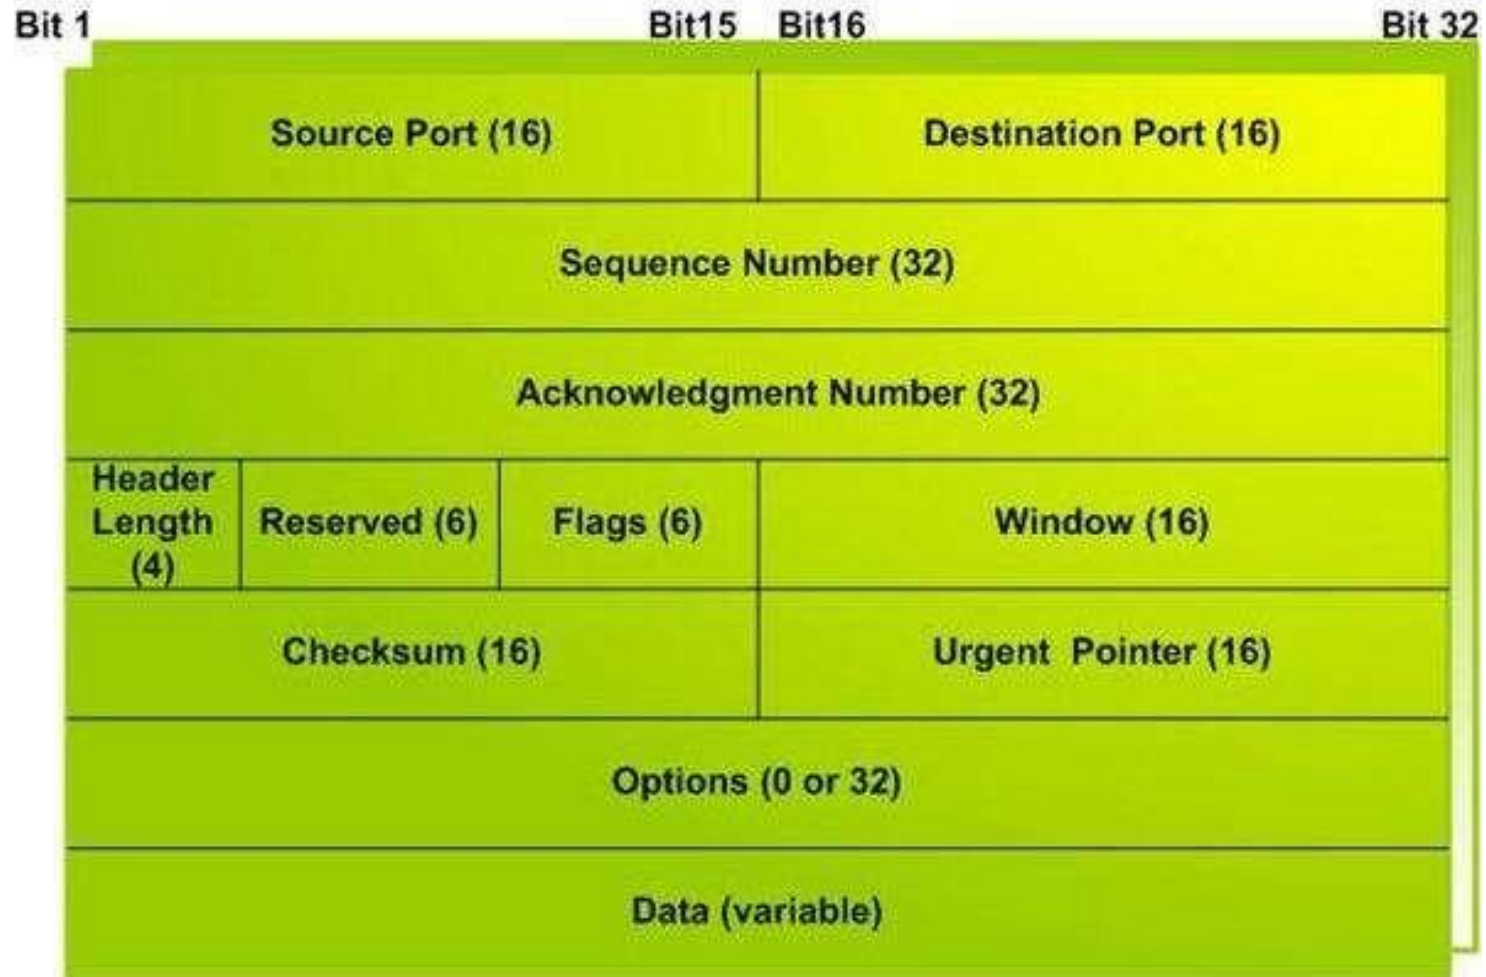 Bit 1 Bit15 Bit16 Bit 32
Source Port (16) Destination Port (16)
Sequence Number (32)
Acknowledgment Number (32)
Header
Length
(4)
Reserved (6) Flags (6) Window (16)
Checksum (16) Urgent Pointer (16)
Options (0 or 32)
Data (variable)